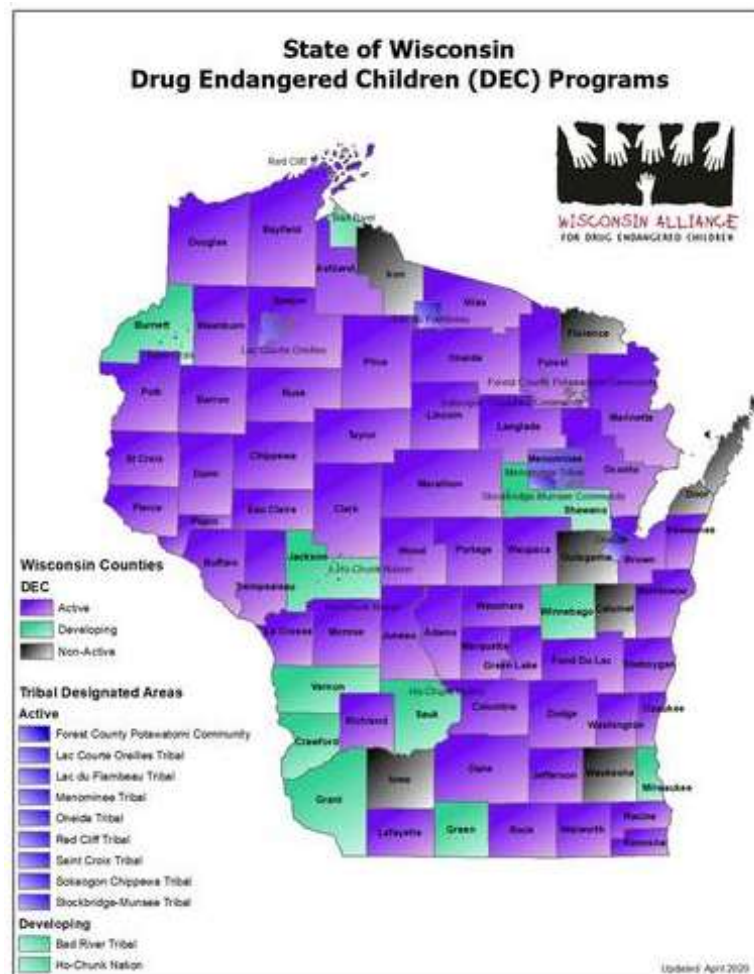 State of Wisconsin
Drug Endangered Children (DEC) Programs
WISCONSIN ALLIANCE
FOR DRUG ENDANGERED CHILDREN
Red Cliff
Douglas
Bayfield
Ashland
Iron
Vilas
Florence
Burnett
Washburn
Lac Courte Oreilles
Price
Oneida
Forest
Forest County Potawatomi Community
Polk
Barron
Rusk
Lincoln
Langlade
Marinette
Taylor
St Croix
Dunn
Chippewa
Menominee
Menominee Tribal
Oconto
Marathon
Stockbridge Munsee Community
Shawano
Door
Pierce
Pepin
Eau Claire
Clark
Buffalo
Trempealeau
Jackson
Ho-Chunk Nation
Wood
Portage
Waupaca
Outagamie
Brown
Kewaunee
Waushara
Winnebago
Calumet
Manitowoc
La Crosse
Monroe
Juneau
Adams
Marquette
Green Lake
Fond Du Lac
Sheboygan
Vernon
Richland
Sauk
Columbia
Dodge
Washington
Ozaukee
Crawford
Grant
Iowa
Dane
Jefferson
Waukesha
Milwaukee
Lafayette
Green
Rock
Walworth
Racine
Kenosha
Wisconsin Counties
DEC
Active
Developing
Non-Active
Tribal Designated Areas
Active
Forest County Potawatomi Community
Lac Courte Oreilles Tribal
Lac du Flambeau Tribal
Menominee Tribal
Oneida Tribal
Red Cliff Tribal
Saint Croix Tribal
Sokaogon Chippewa Tribal
Stockbridge-Munsee Tribal
Developing
Bad River Tribal
Ho-Chunk Nation
Updated: April 2020